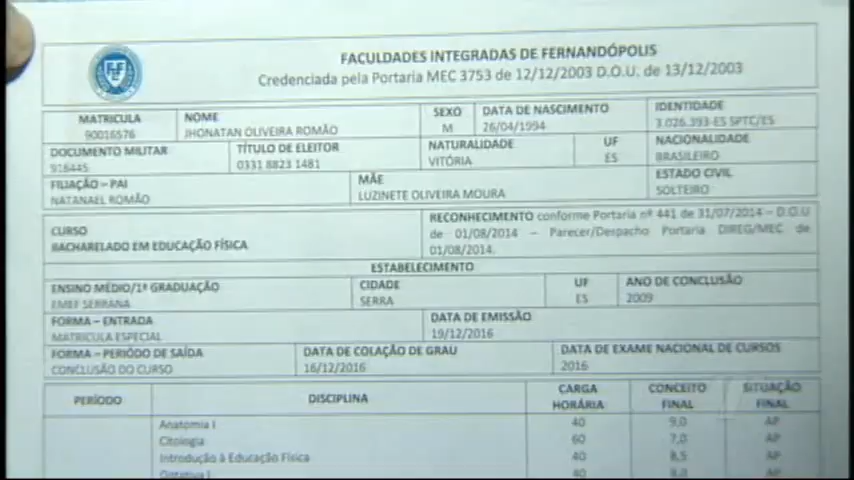 FACULDADES INTEGRADAS DE FERNANDÓPOLIS
Credenciada pela Portaria MEC 3753 de 12/12/2003 D.O.U. de 13/12/2003
MATRICULA NOME SEXO DATA DE NASCIMENTO IDENTIDADE
90016576 JHONATAN OLIVEIRA ROMÃO M 26/04/1994 3.026.393-ES SPTC/ES
DOCUMENTO MILITAR TÍTULO DE ELEITOR NATURALIDADE UF NACIONALIDADE
916445 0331 8823 1481 VITÓRIA ES BRASILEIRO
FILIAÇÃO – PAI MÃE ESTADO CIVIL
NATANAEL ROMÃO LUZINETE OLIVEIRA MOURA SOLTEIRO
CURSO
BACHARELADO EM EDUCAÇÃO FÍSICA
RECONHECIMENTO conforme Portaria nº 441 de 31/07/2014 – D.O.U
de 01/08/2014 – Parecer/Despacho Portaria DIREG/MEC de
01/08/2014.
ESTABELECIMENTO
ENSINO MÉDIO/1ª GRADUAÇÃO CIDADE UF ANO DE CONCLUSÃO
EMEF SERRANA SERRA ES 2009
FORMA – ENTRADA DATA DE EMISSÃO
MATRICULA ESPECIAL 19/12/2016
FORMA – PERÍODO DE SAÍDA DATA DE COLAÇÃO DE GRAU DATA DE EXAME NACIONAL DE CURSOS
CONCLUSÃO DO CURSO 16/12/2016 2016
PERÍODO DISCIPLINA CARGA HORÁRIA CONCEITO FINAL SITUAÇÃO FINAL
Anatomia I 40 9,0 AP
Citologia 60 7,0 AP
Introdução à Educação Física 40 8,5 AP
40 AP